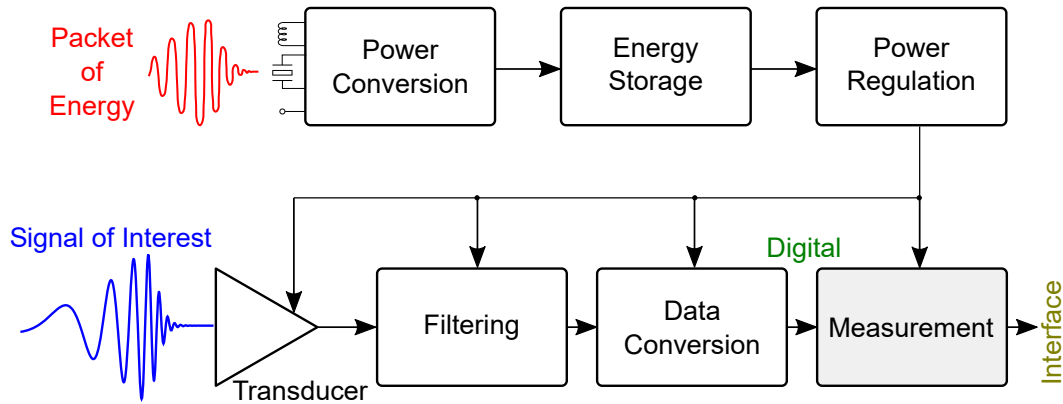 Packet
of
Energy
Power
Conversion
Energy
Storage
Power
Regulation
Signal of Interest
Transducer
Filtering
Data
Conversion
Digital
Measurement
Interface